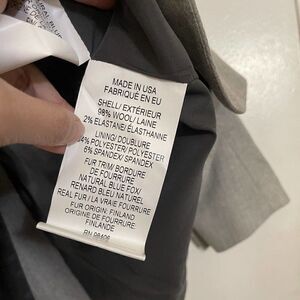 MADE IN USA
FABRIQUÉ EN EU
SHELL/ EXTÉRIEUR
98% WOOL/ LAINE
2% ELASTANE/ ÉLASTHANNE
LINING/ DOUBLURE
4% POLYESTER/ POLYESTER
6% SPANDEX/ SPANDEX
FUR TRIM/ BORDURE
DE FOURRURE
NATURAL BLUE FOX/
RENARD BLEU NATUREL
REAL FUR / LA VRAIE FOURRURE
FUR ORIGIN: FINLAND
ORIGINE DE FOURRURE:
FINLANDE
RN